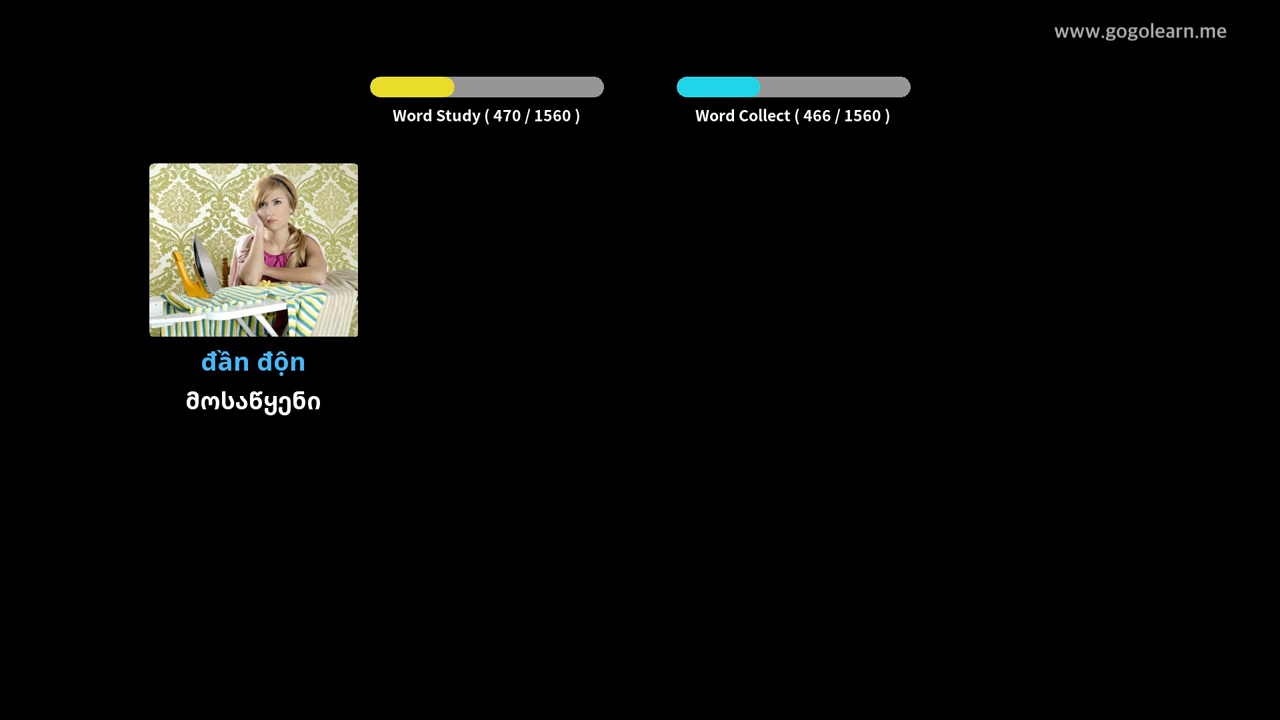 www.gogolearn.me
Word Study ( 470 / 1560 )
Word Collect ( 466 / 1560 )
đần độn
მოსაწყენი